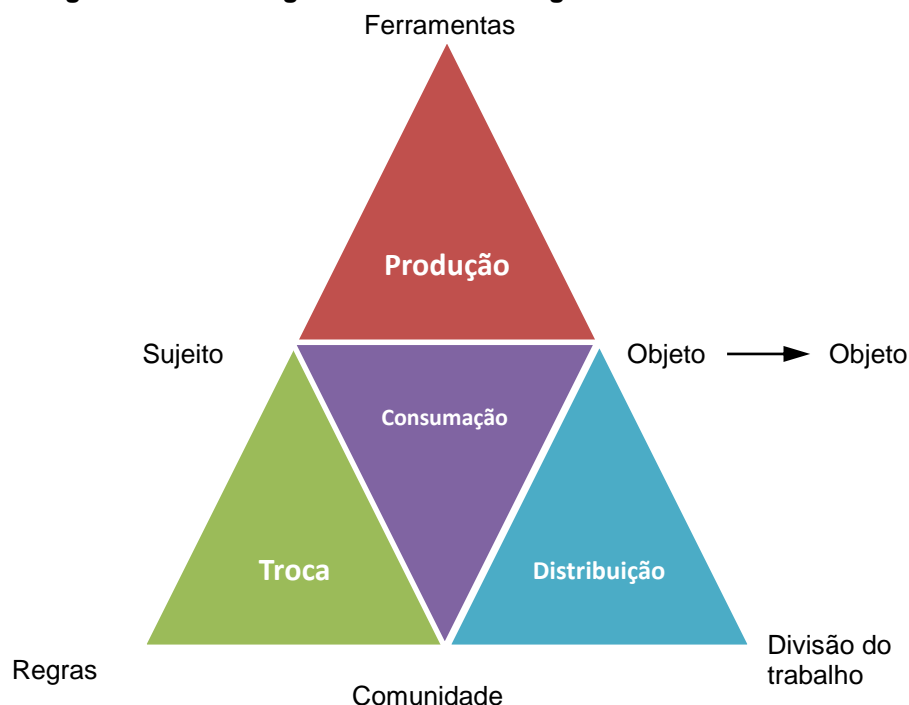 Ferramentas
Produção
Sujeito
Objeto
Objeto
Consumação
Troca
Distribuição
Regras
Comunidade
Divisão do
trabalho